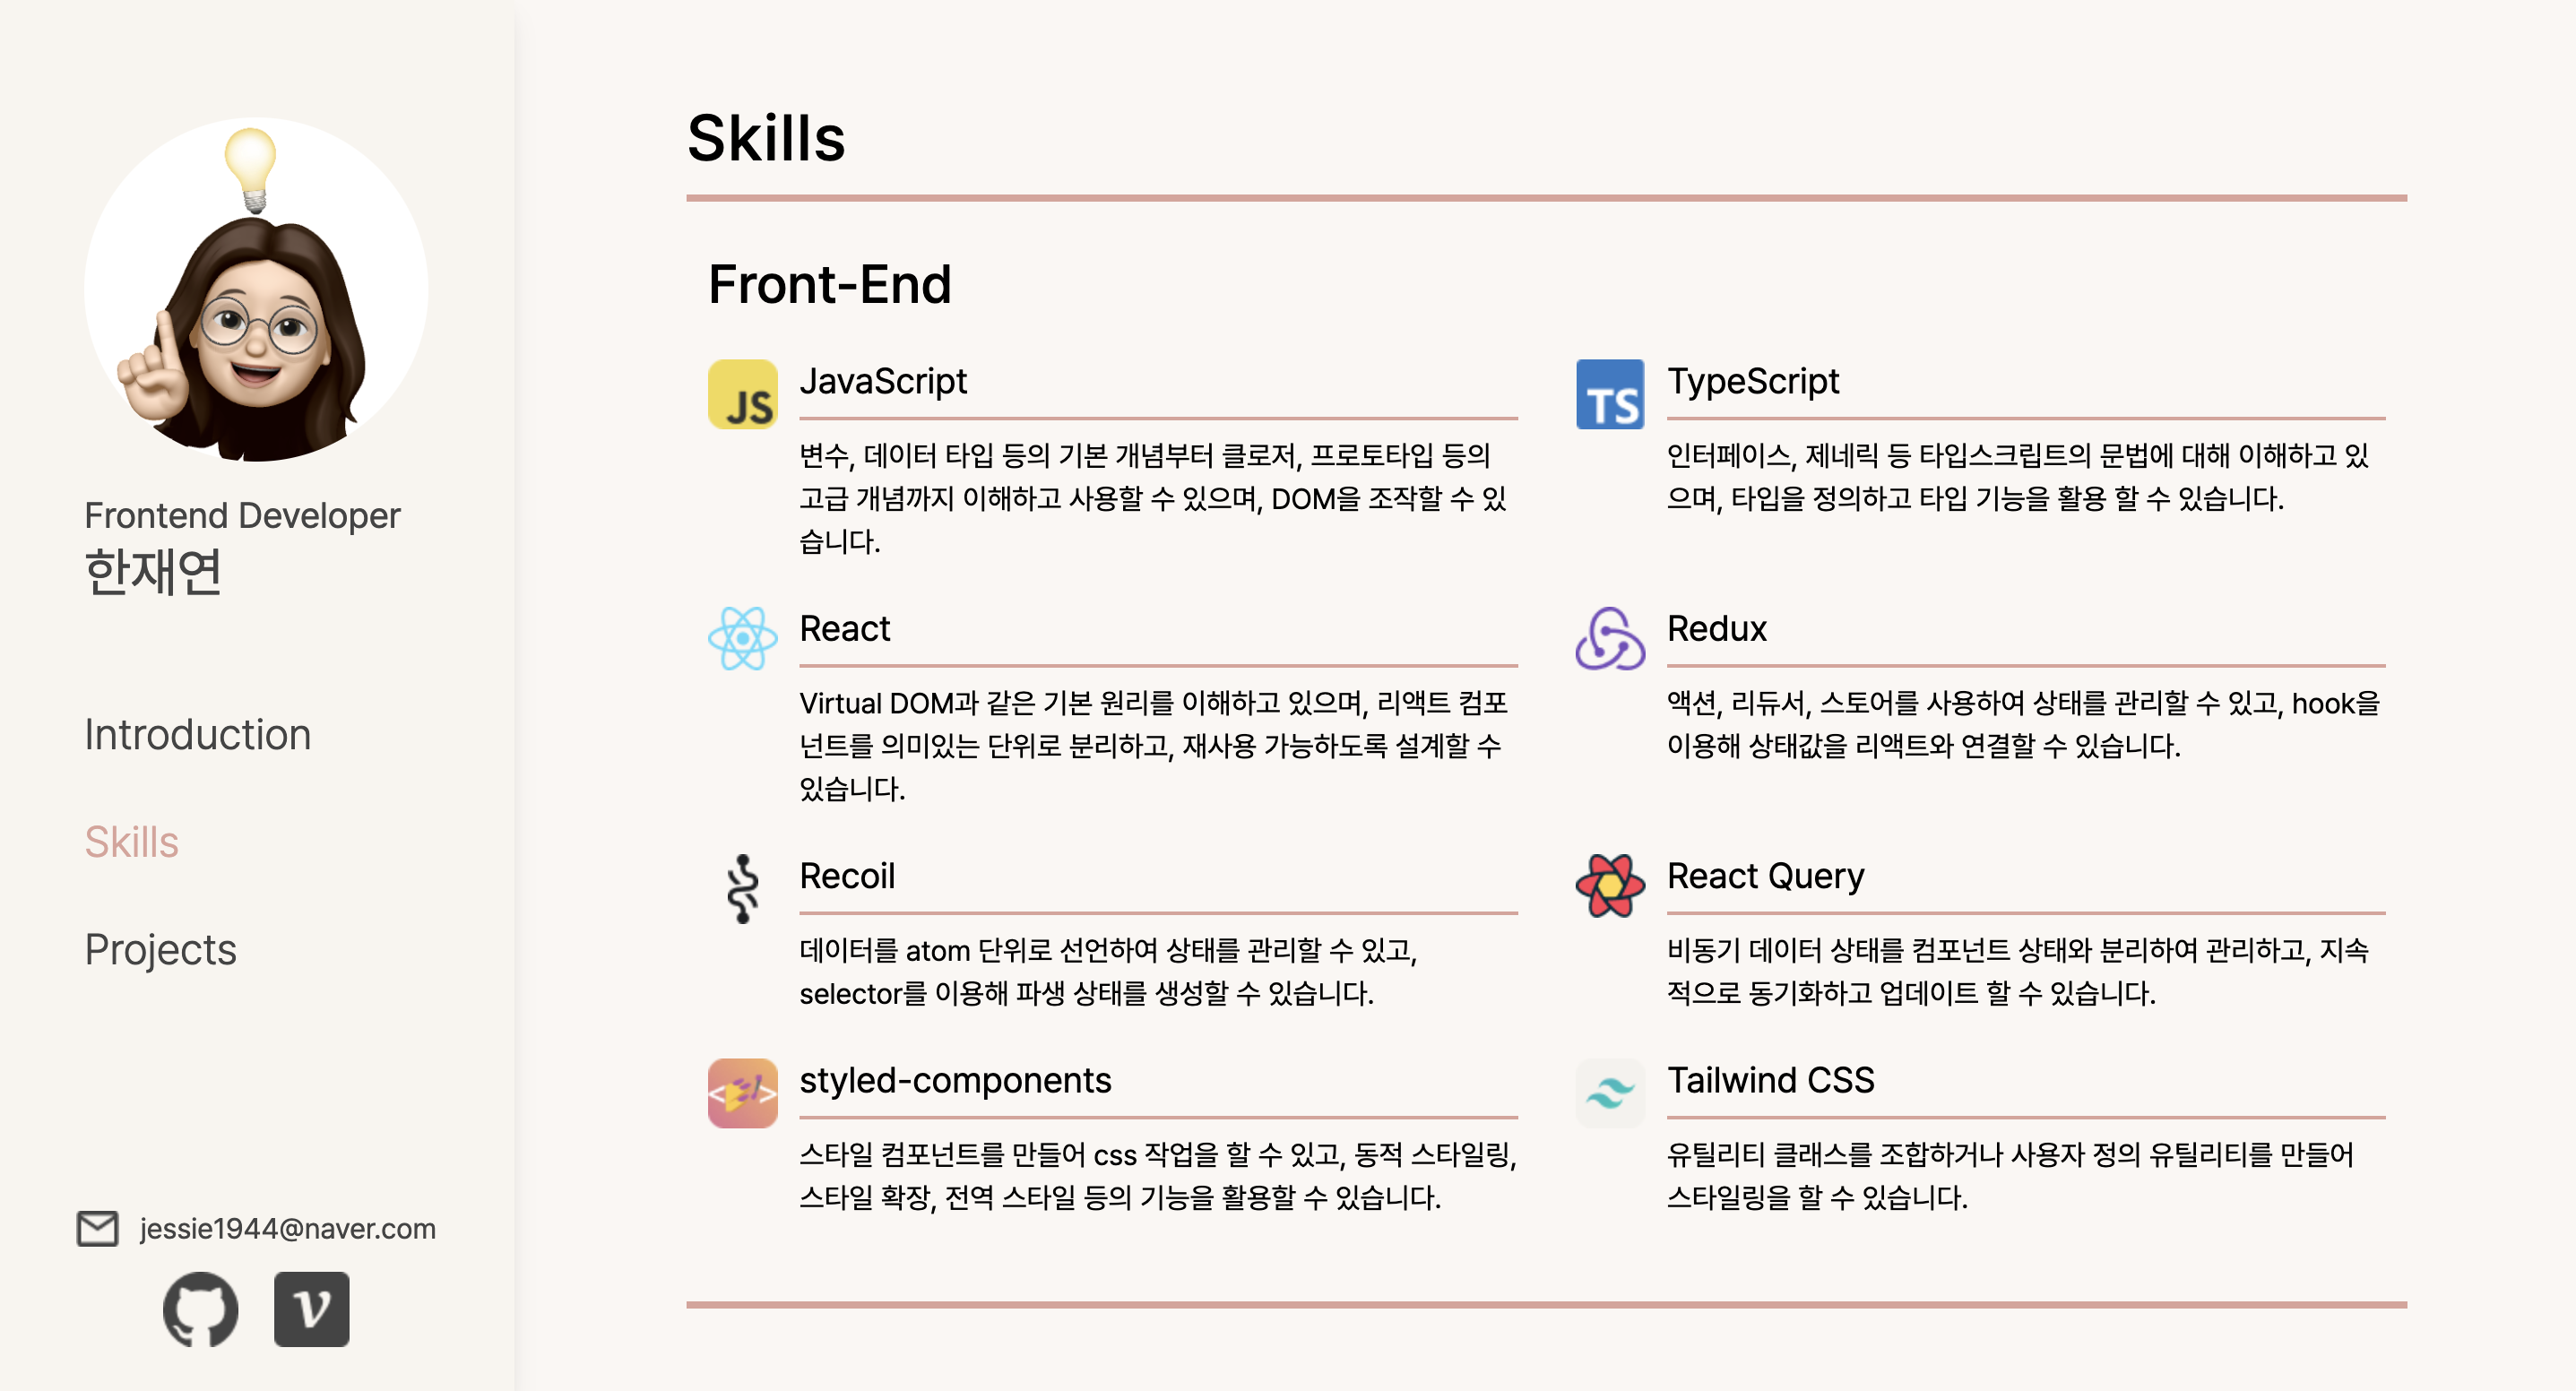 Frontend Developer
한재연
Introduction
Skills
Projects
jessie1944@naver.com
v
Skills
Front-End
JS
JavaScript
변수, 데이터 타입 등의 기본 개념부터 클로저, 프로토타입 등의
고급 개념까지 이해하고 사용할 수 있으며, DOM을 조작할 수 있
습니다.
TS
TypeScript
인터페이스, 제네릭 등 타입스크립트의 문법에 대해 이해하고 있
으며, 타입을 정의하고 타입 기능을 활용 할 수 있습니다.
React
Virtual DOM과 같은 기본 원리를 이해하고 있으며, 리액트 컴포
넌트를 의미있는 단위로 분리하고, 재사용 가능하도록 설계할 수
있습니다.
Redux
액션, 리듀서, 스토어를 사용하여 상태를 관리할 수 있고, hook을
이용해 상태값을 리액트와 연결할 수 있습니다.
Recoil
데이터를 atom 단위로 선언하여 상태를 관리할 수 있고,
selector를 이용해 파생 상태를 생성할 수 있습니다.
React Query
비동기 데이터 상태를 컴포넌트 상태와 분리하여 관리하고, 지속
적으로 동기화하고 업데이트 할 수 있습니다.
styled-components
스타일 컴포넌트를 만들어 css 작업을 할 수 있고, 동적 스타일링,
스타일 확장, 전역 스타일 등의 기능을 활용할 수 있습니다.
Tailwind CSS
유틸리티 클래스를 조합하거나 사용자 정의 유틸리티를 만들어
스타일링을 할 수 있습니다.